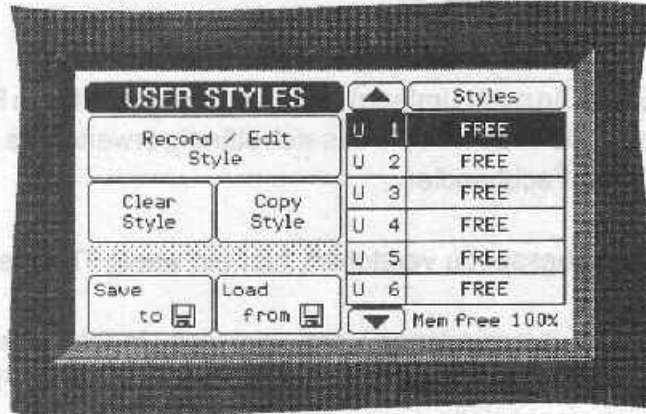 USER STYLES
Record / Edit
Style
Clear
Style
Copy
Style
Save
to
Load
from
Styles
U 1 FREE
U 2 FREE
U 3 FREE
U 4 FREE
U 5 FREE
U 6 FREE
Mem free 100%